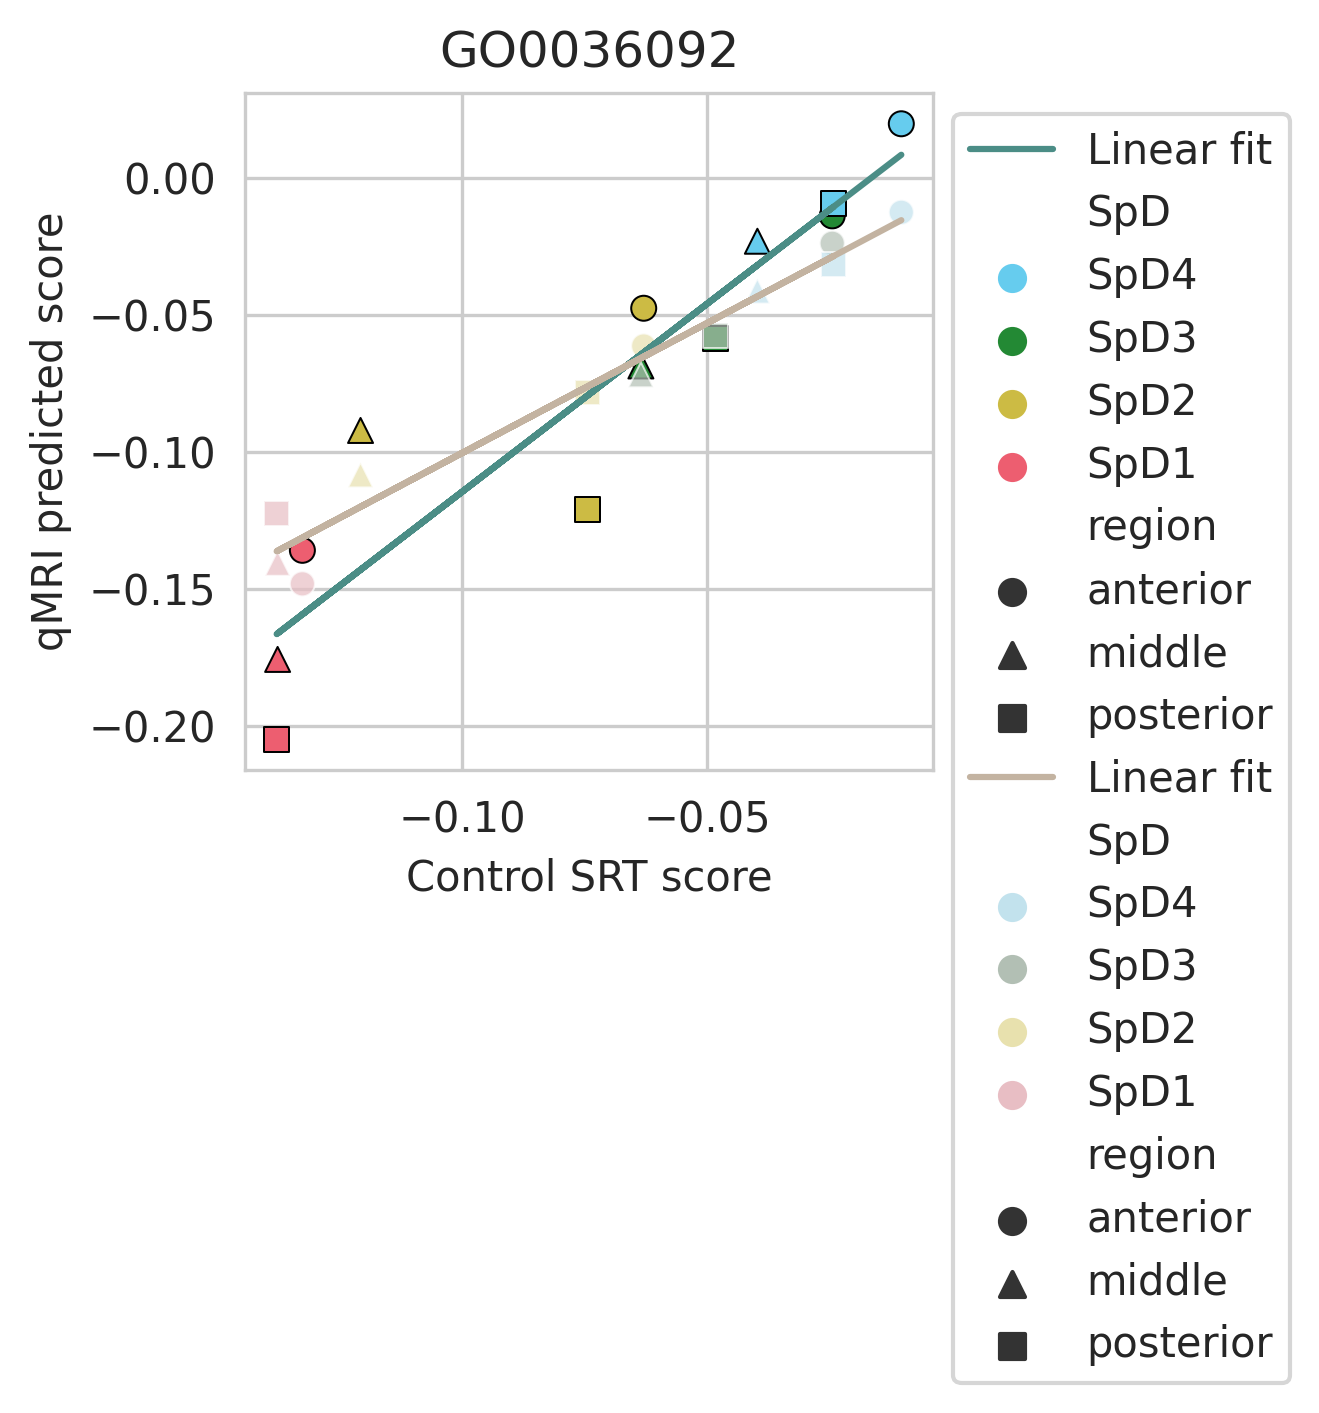 GO0036092
qMRI predicted score
0.00
−0.05
−0.10
−0.15
−0.20
−0.10
−0.05
Control SRT score
Linear fit
SpD
SpD4
SpD3
SpD2
SpD1
region
anterior
middle
posterior
Linear fit
SpD
SpD4
SpD3
SpD2
SpD1
region
anterior
middle
posterior